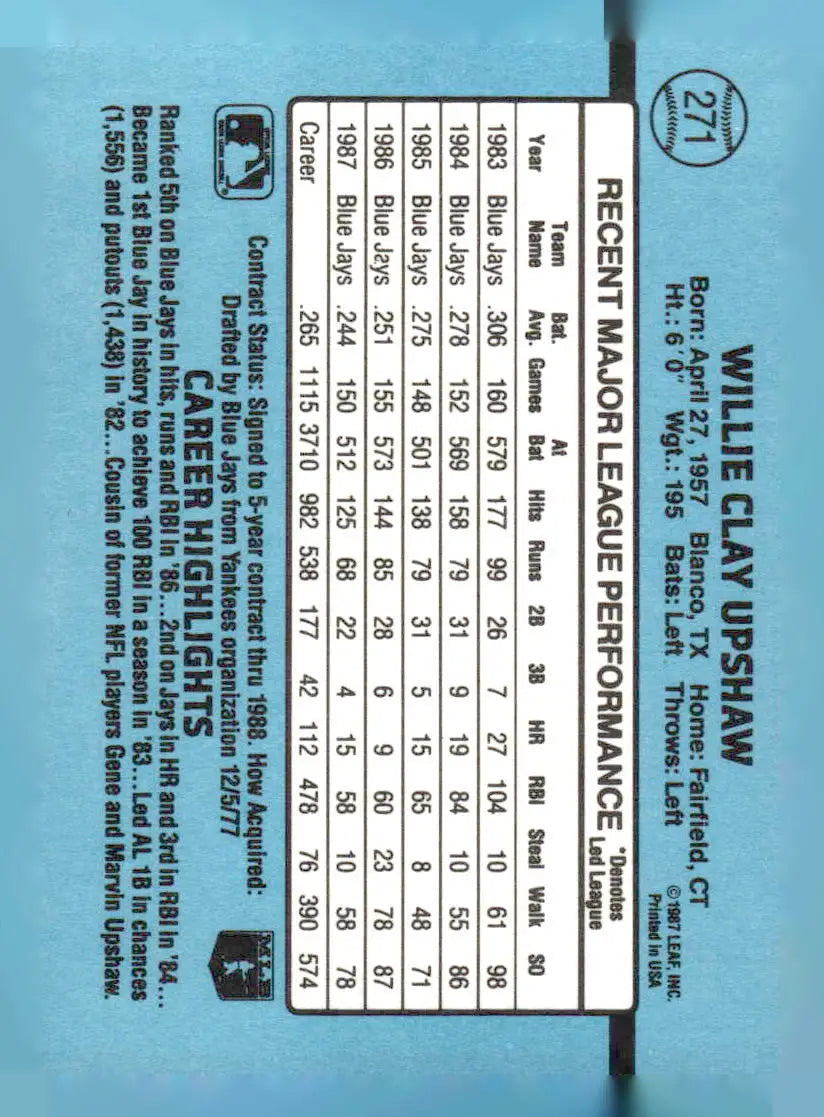 271
WILLIE CLAY UPSHAW
Born: April 27, 1957 Blanco, TX Home: Fairfield, CT
Ht.: 6'0" Wgt.: 195 Bats: Left Throws: Left
©1987 LEAF, INC.
Printed in USA
RECENT MAJOR LEAGUE PERFORMANCE *Denotes Led League
Year Team Name Bat. Avg. Games At Bat Hits Runs 2B 3B HR RBI Steal Walk SO
1983 Blue Jays .306 160 579 177 99 26 7 27 104 10 61 98
1984 Blue Jays .278 152 569 158 79 31 9 19 84 10 55 86
1985 Blue Jays .275 148 501 138 79 31 5 15 65 8 48 71
1986 Blue Jays .251 155 573 144 85 28 6 9 60 23 78 87
1987 Blue Jays .244 150 512 125 68 22 4 15 58 10 58 78
Career .265 1115 3710 982 538 177 42 112 478 76 390 574
Contract Status: Signed to 5-year contract thru 1988. How Acquired:
Drafted by Blue Jays from Yankees organization 12/5/77
MLB
CAREER HIGHLIGHTS
Ranked 5th on Blue Jays in hits, runs and RBI in '86...2nd on Jays in HR and 3rd in RBI in '84...
Became 1st Blue Jay in history to achieve 100 RBI in a season in '83...Led AL 1B in chances
(1,556) and putouts (1,438) in '82...Cousin of former NFL players Gene and Marvin Upshaw.